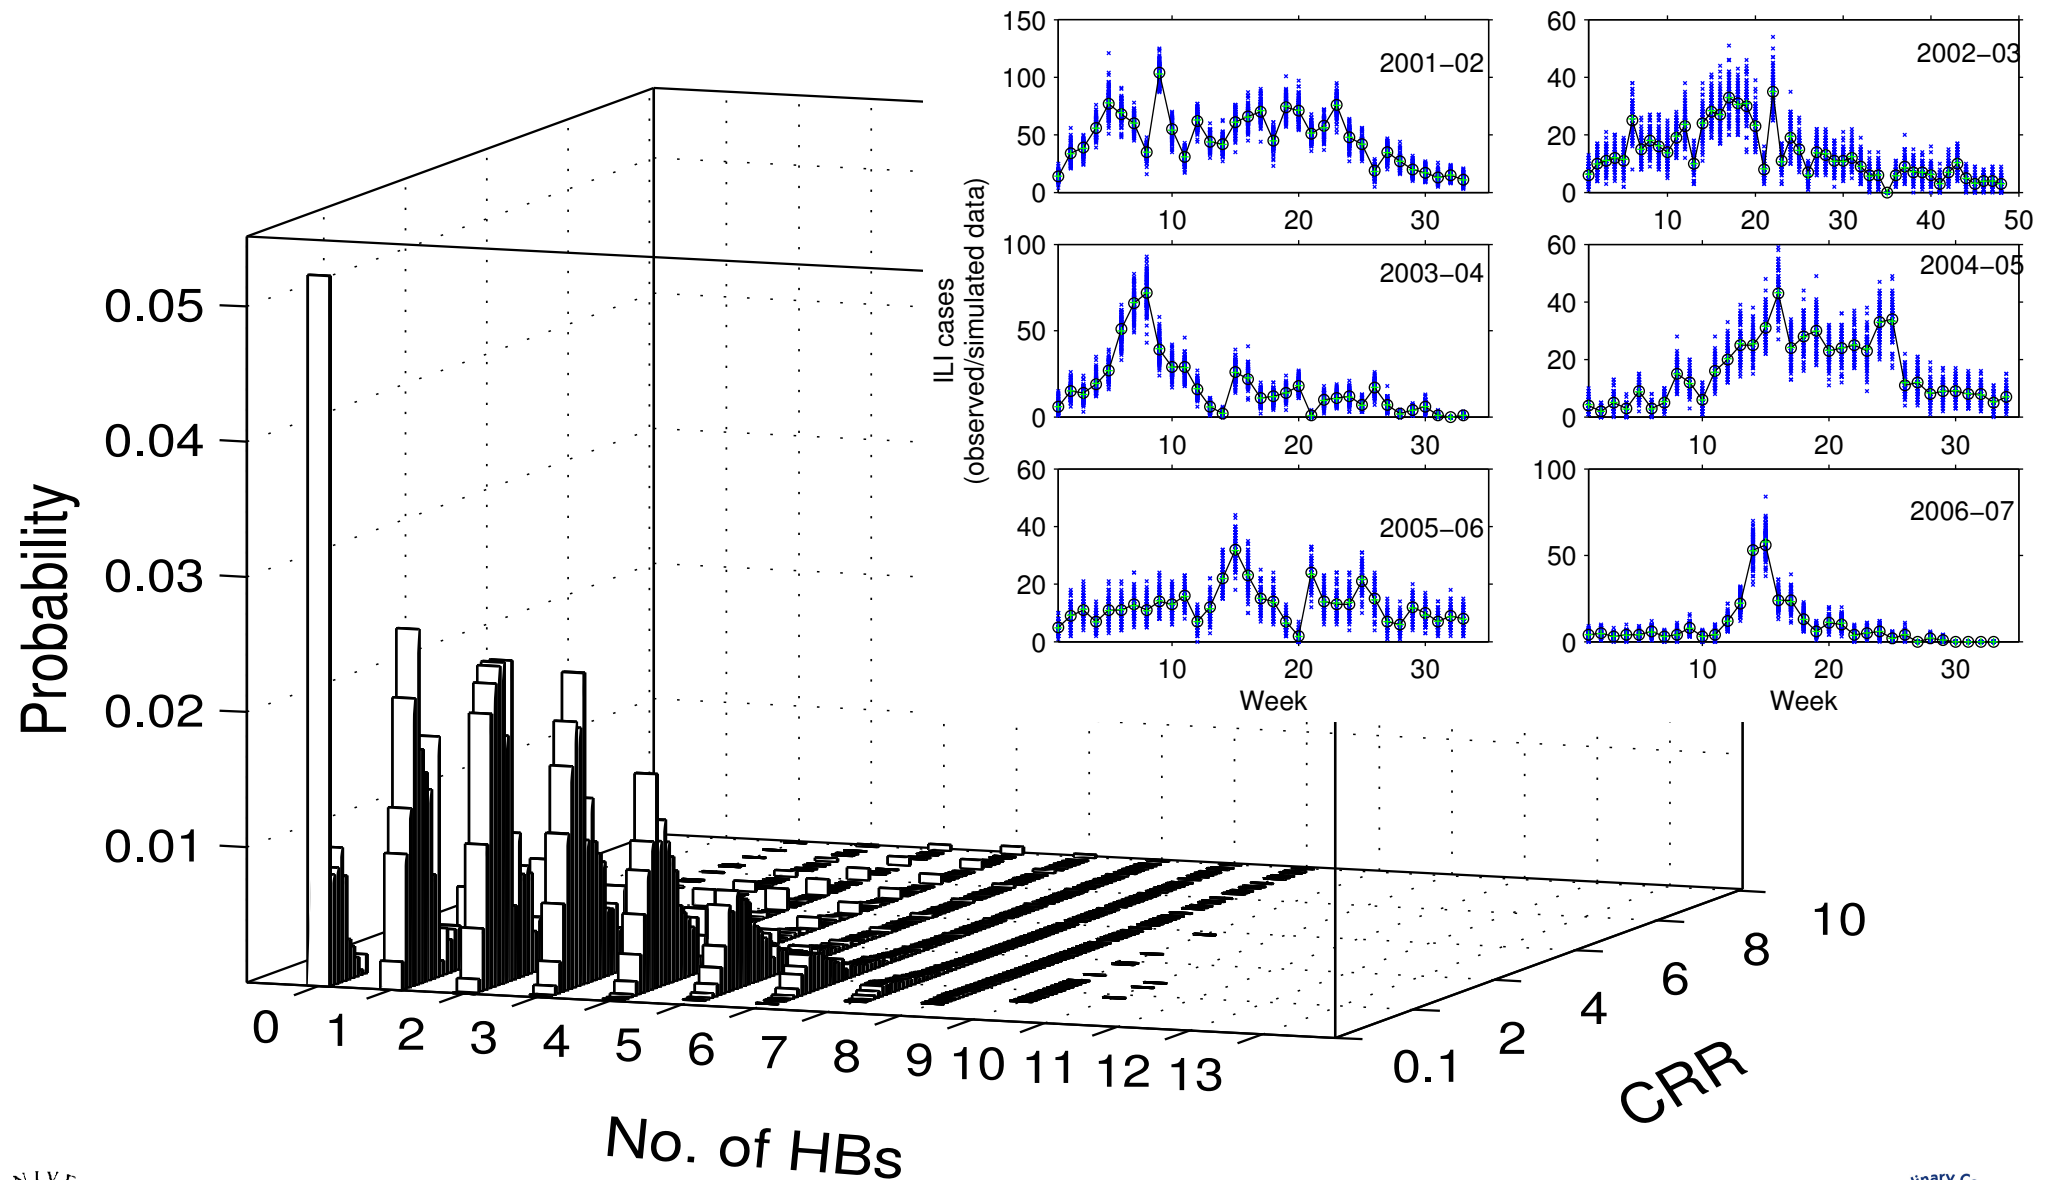 Probability
0.05
0.04
0.03
0.02
0.01
0 1 2 3 4 5 6 7 8 9 10 11 12 13
No. of HBs
0.1 2 4 6 8 10
CRR
ILI cases
(observed/simulated data)
150
100
50
0
2001−02
10 20 30
60
40
20
0
2002−03
10 20 30 40 50
100
50
0
2003−04
10 20 30
60
40
20
0
2004−05
10 20 30
60
40
20
0
2005−06
10 20 30
Week
100
50
0
2006−07
10 20 30
Week